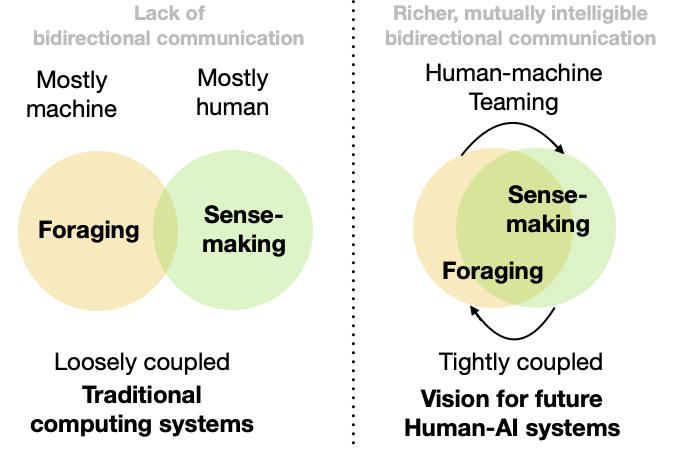 Lack of
bidirectional communication
Mostly
machine
Mostly
human
Foraging
Sense-
making
Loosely coupled
Traditional
computing systems
Richer, mutually intelligible
bidirectional communication
Human-machine
Teaming
Sense-
making
Foraging
Tightly coupled
Vision for future
Human-AI systems